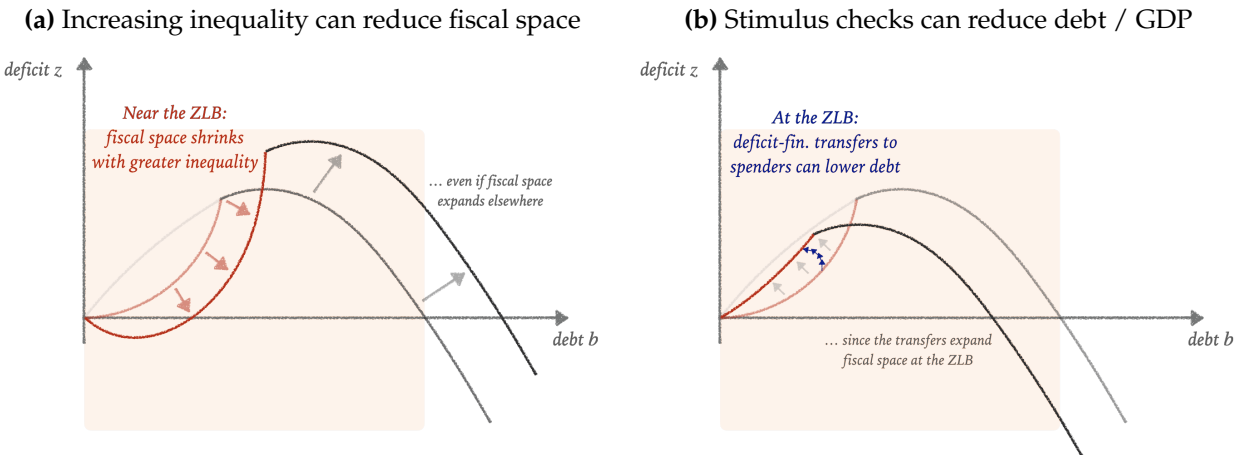 (a) Increasing inequality can reduce fiscal space
deficit z
Near the ZLB:
fiscal space shrinks
with greater inequality
... even if fiscal space
expands elsewhere
debt b
(b) Stimulus checks can reduce debt / GDP
deficit z
At the ZLB:
deficit-fin. transfers to
spenders can lower debt
... since the transfers expand
fiscal space at the ZLB
debt b